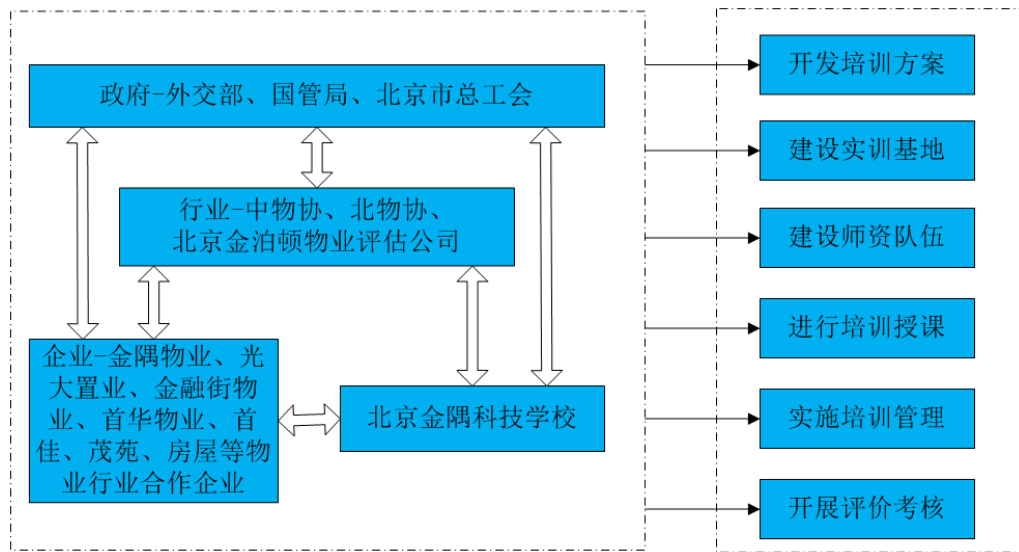 政府-外交部、国管局、北京市总工会
行业-中物协、北物协、
北京金泊顿物业评估公司
企业-金隅物业、光
大置业、金融街物
业、首华物业、首
佳、茂苑、房屋等物
业行业合作企业
北京金隅科技学校
开发培训方案
建设实训基地
建设师资队伍
进行培训授课
实施培训管理
开展评价考核